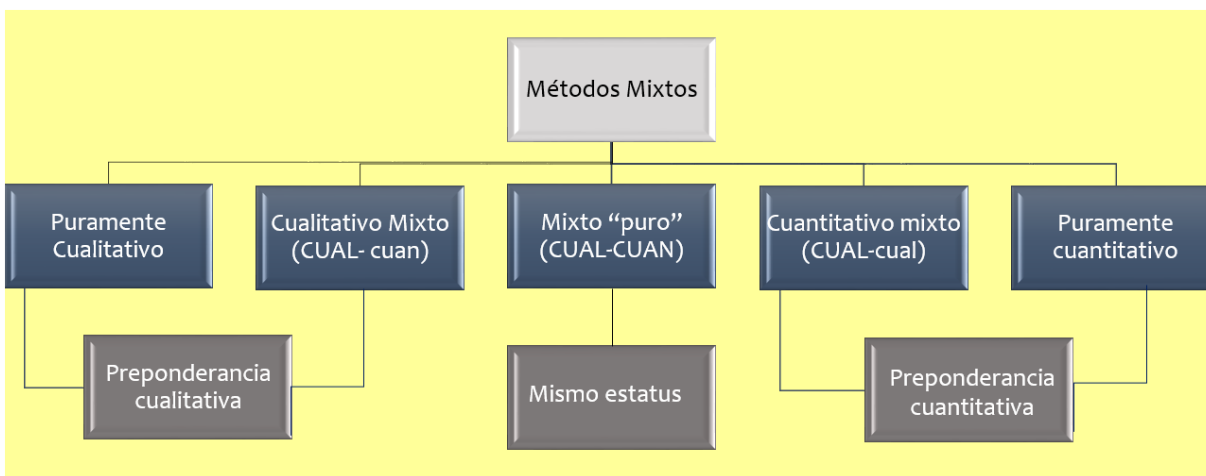 Métodos Mixtos
Puramente
Cualitativo
Cualitativo Mixto
(CUAL- cuan)
Mixto “puro”
(CUAL-CUAN)
Cuantitativo mixto
(CUAL-cual)
Puramente
cuantitativo
Preponderancia
cualitativa
Mismo estatus
Preponderancia
cuantitativa